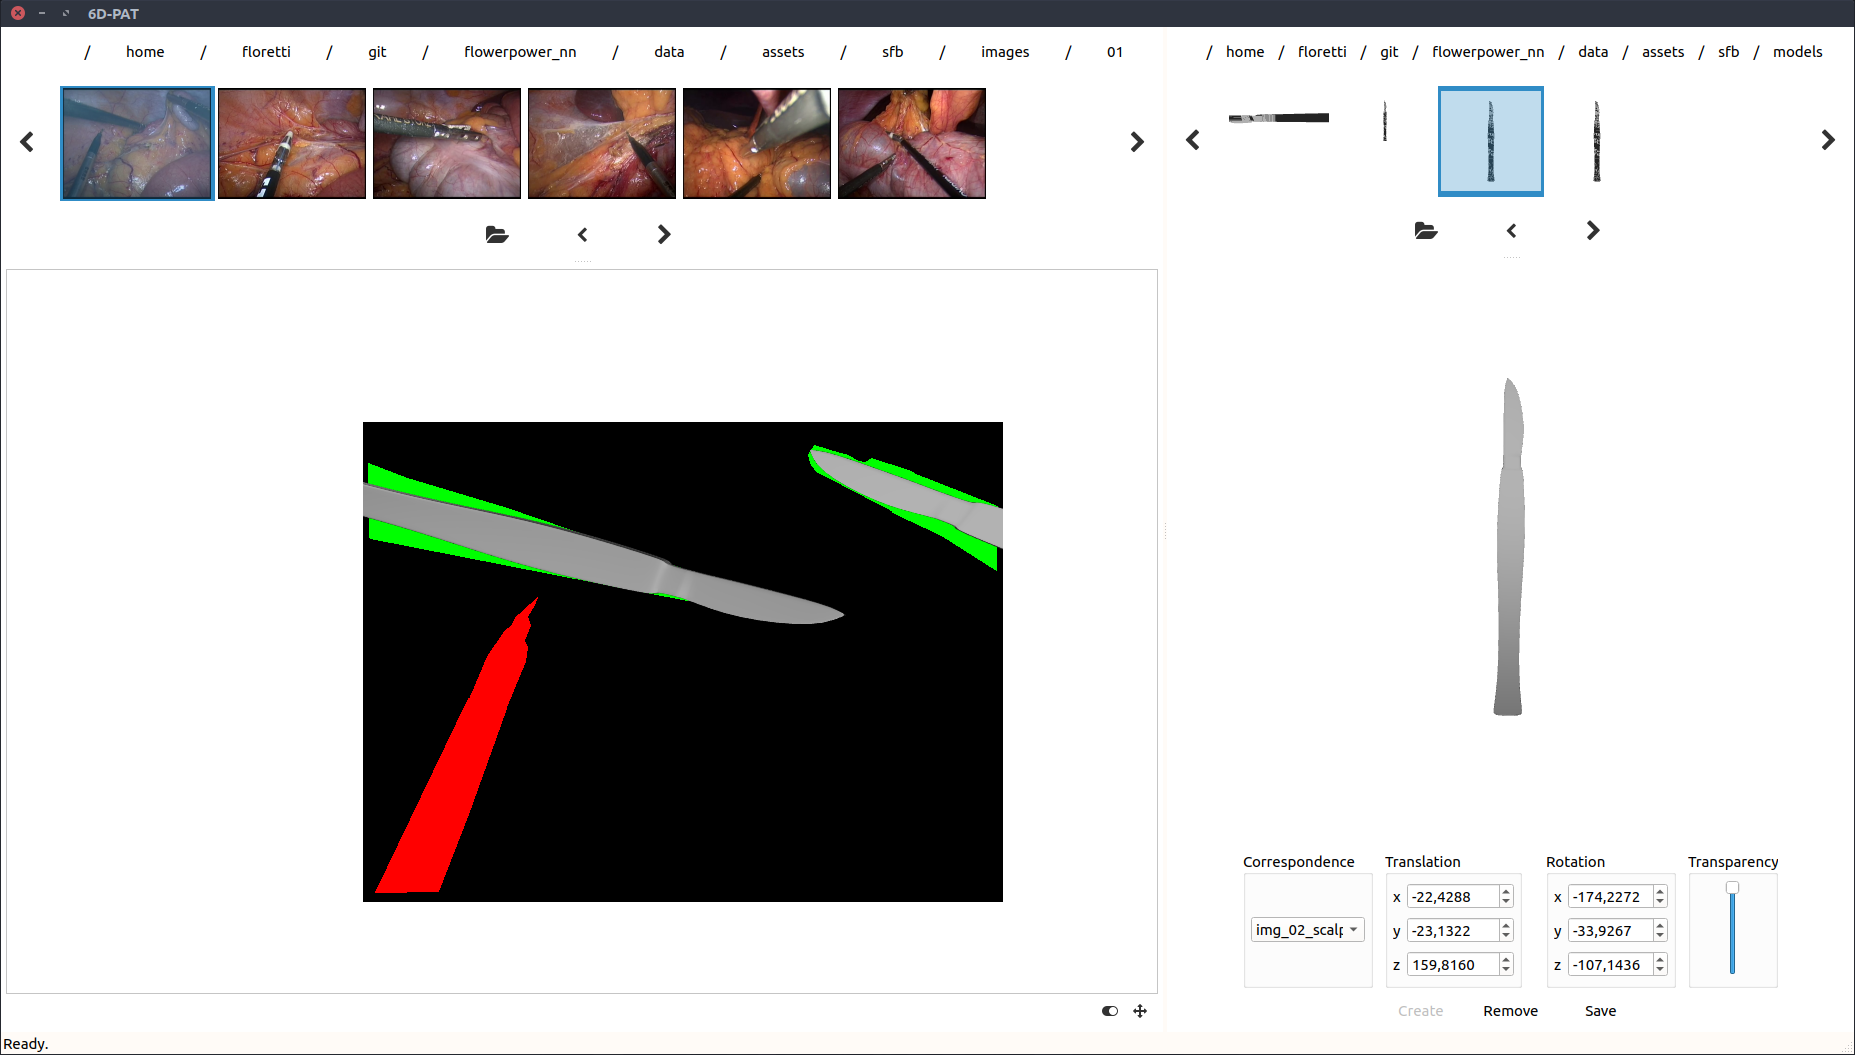 6D-PAT
/ home / floretti / git / flowerpower_nn / data / assets / sfb / images / 01
/ home / floretti / git / flowerpower_nn / data / assets / sfb / models
Correspondence Translation Rotation Transparency
x -22,4288 x -174,2272
img_02_scalp y -23,1322 y -33,9267
z 159,8160 z -107,1436
Create Remove Save
Ready.